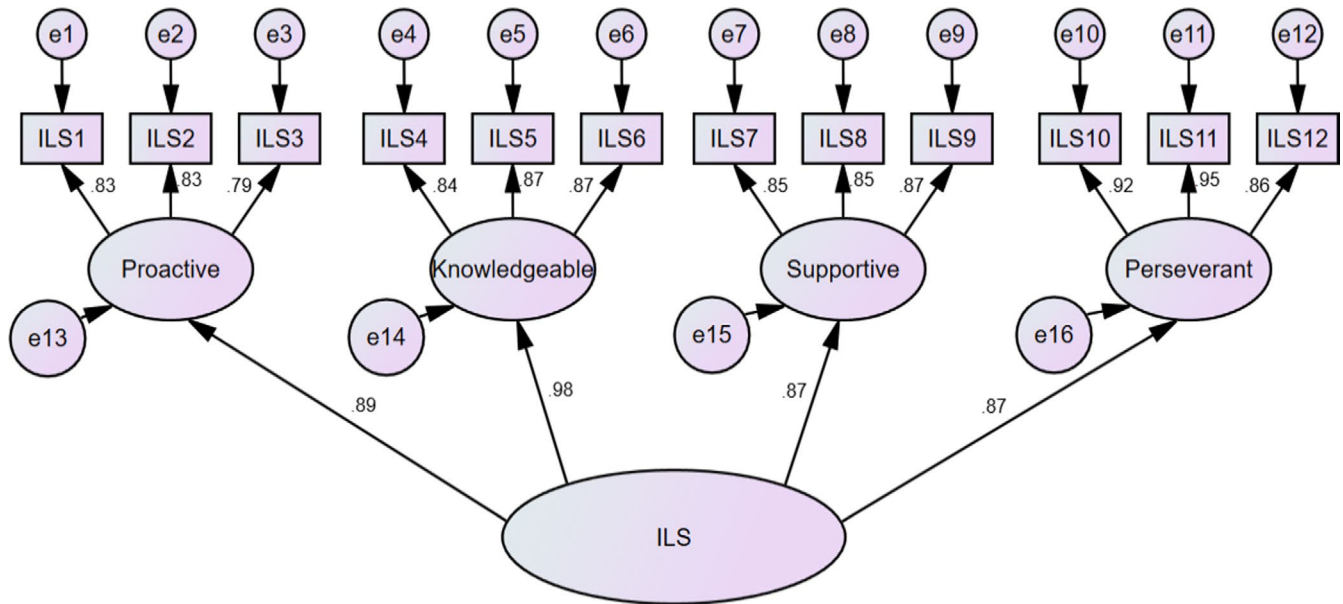 e1 e2 e3 e4 e5 e6 e7 e8 e9 e10 e11 e12
ILS1 ILS2 ILS3 ILS4 ILS5 ILS6 ILS7 ILS8 ILS9 ILS10 ILS11 ILS12
.83 .83 .79 .84 .87 .87 .85 .85 .87 .92 .95 .86
Proactive Knowledgeable Supportive Perseverant
e13 e14 e15 e16
.89 .98 .87 .87
ILS